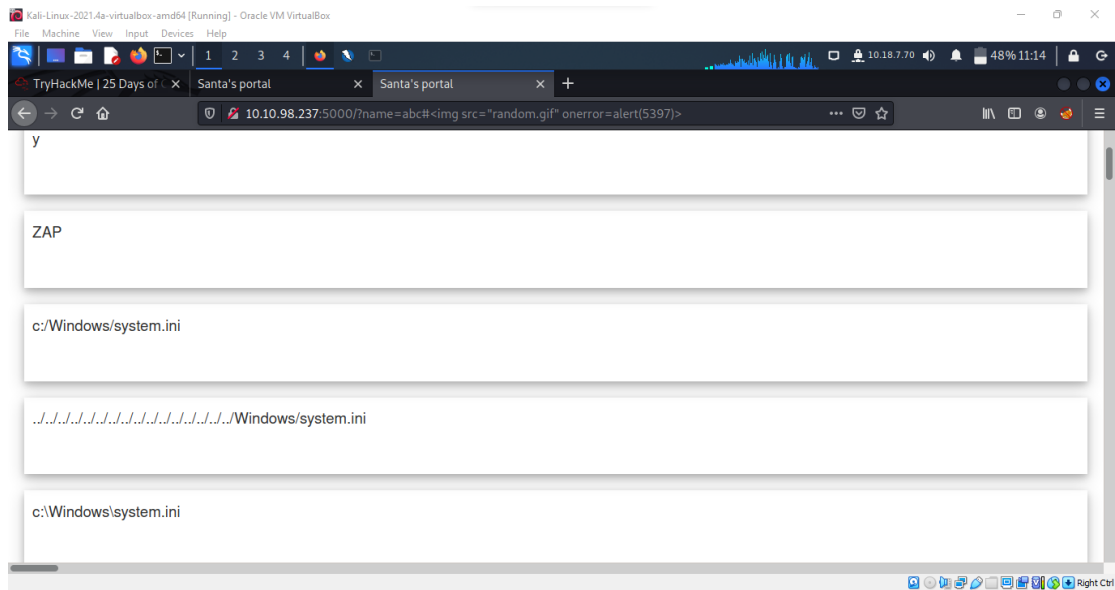 Kali-Linux-2021.4a-virtualbox-amd64 [Running] - Oracle VM VirtualBox
File Machine View Input Devices Help
1 2 3 4 10.18.7.70 48% 11:14
TryHackMe | 25 Days of C Santa's portal Santa's portal
10.10.98.237:5000/?name=abc#<img src="random.gif" onerror=alert(5397)>
y
ZAP
c:/Windows/system.ini
../../../../../../../../../../../../../../../../Windows/system.ini
c:\Windows\system.ini
Right Ctrl